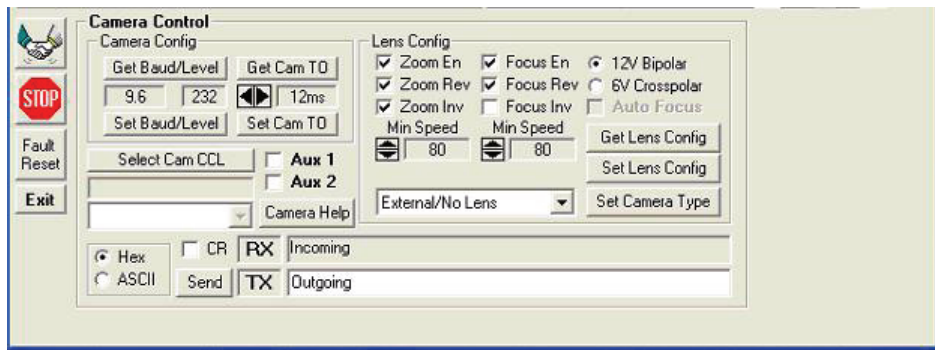 Camera Control
Camera Config
Get Baud/Level Get Cam TO
9.6 232 12ms
Set Baud/Level Set Cam TO
Select Cam CCL Aux 1
Aux 2
Camera Help
Lens Config
Zoom En Focus En 12V Bipolar
Zoom Rev Focus Rev 6V Crosspolar
Zoom Inv Focus Inv Auto Focus
Min Speed Min Speed
80 80 Get Lens Config
Set Lens Config
External/No Lens Set Camera Type
STOP
Fault
Reset
Exit
Hex CR RX Incoming
ASCII Send TX Outgoing